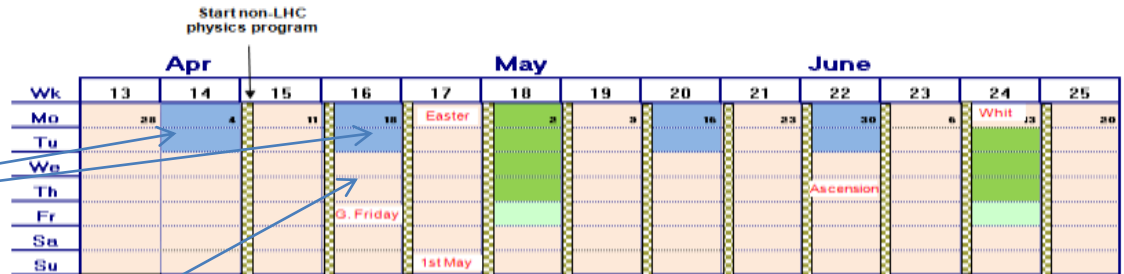 Start non-LHC
physics program
Apr May June
Wk 13 14 15 16 17 18 19 20 21 22 23 24 25
Mo 28 4 11 18 Easter 2 9 16 23 30 6 Whit 13 20
Tu
We
Th Ascension
Fr G. Friday
Sa
Su 1st May